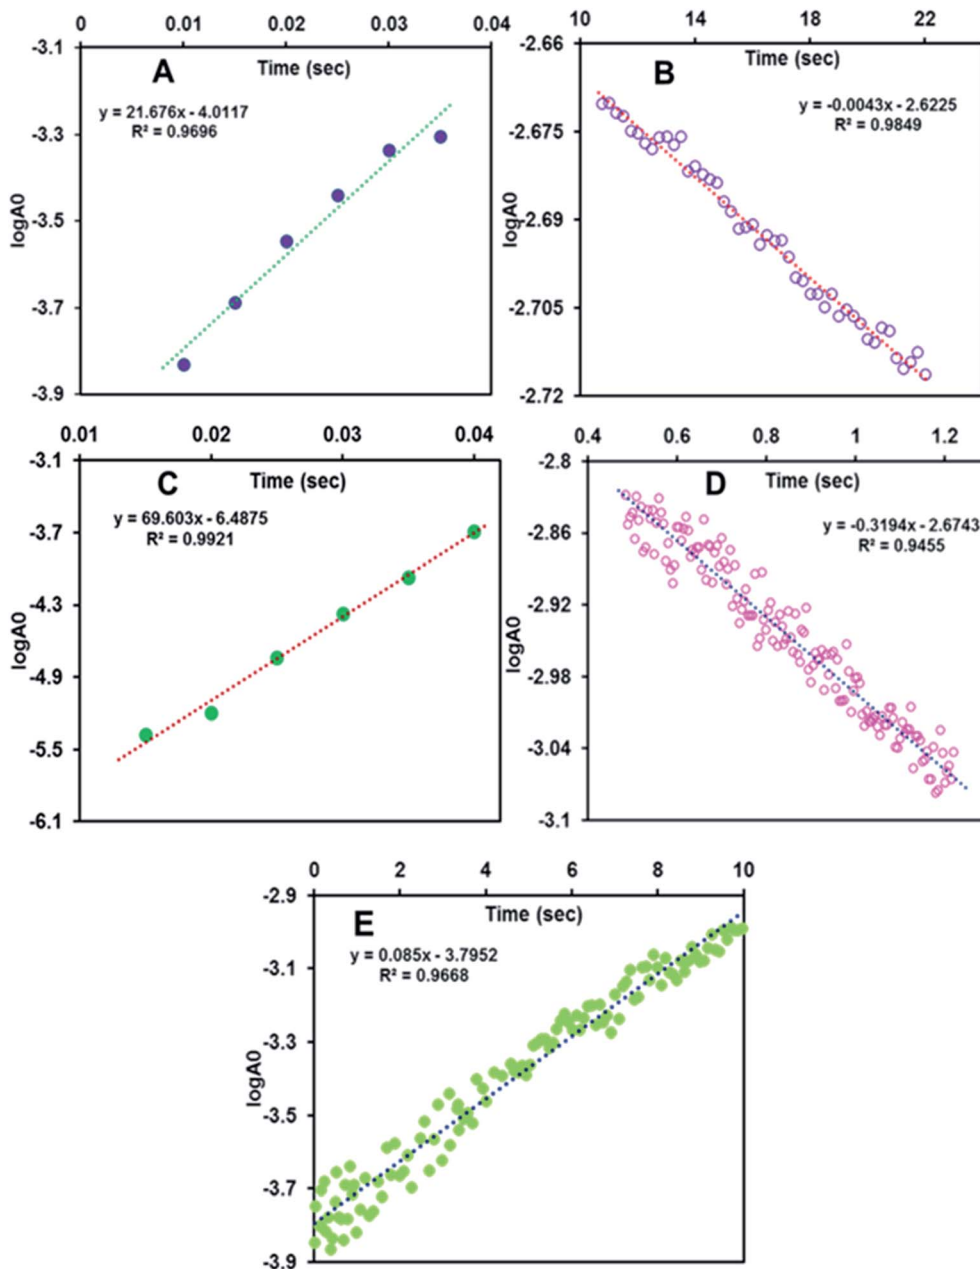 0 0.01 0.02 0.03 0.04
-3.1
Time (sec)
A
y = 21.676x - 4.0117
R² = 0.9696
-3.3
-3.5
-3.7
-3.9
logA0
10 14 18 22
-2.66
Time (sec)
B
y = -0.0043x - 2.6225
R² = 0.9849
-2.675
-2.69
-2.705
-2.72
logA0
0.01 0.02 0.03 0.04
-3.1
Time (sec)
C
y = 69.603x - 6.4875
R² = 0.9921
-3.7
-4.3
-4.9
-5.5
-6.1
logA0
0.4 0.6 0.8 1 1.2
-2.8
Time (sec)
D
y = -0.3194x - 2.6743
R² = 0.9455
-2.86
-2.92
-2.98
-3.04
-3.1
logA0
0 2 4 6 8 10
-2.9
Time (sec)
E
y = 0.085x - 3.7952
R² = 0.9668
-3.1
-3.3
-3.5
-3.7
-3.9
logA0